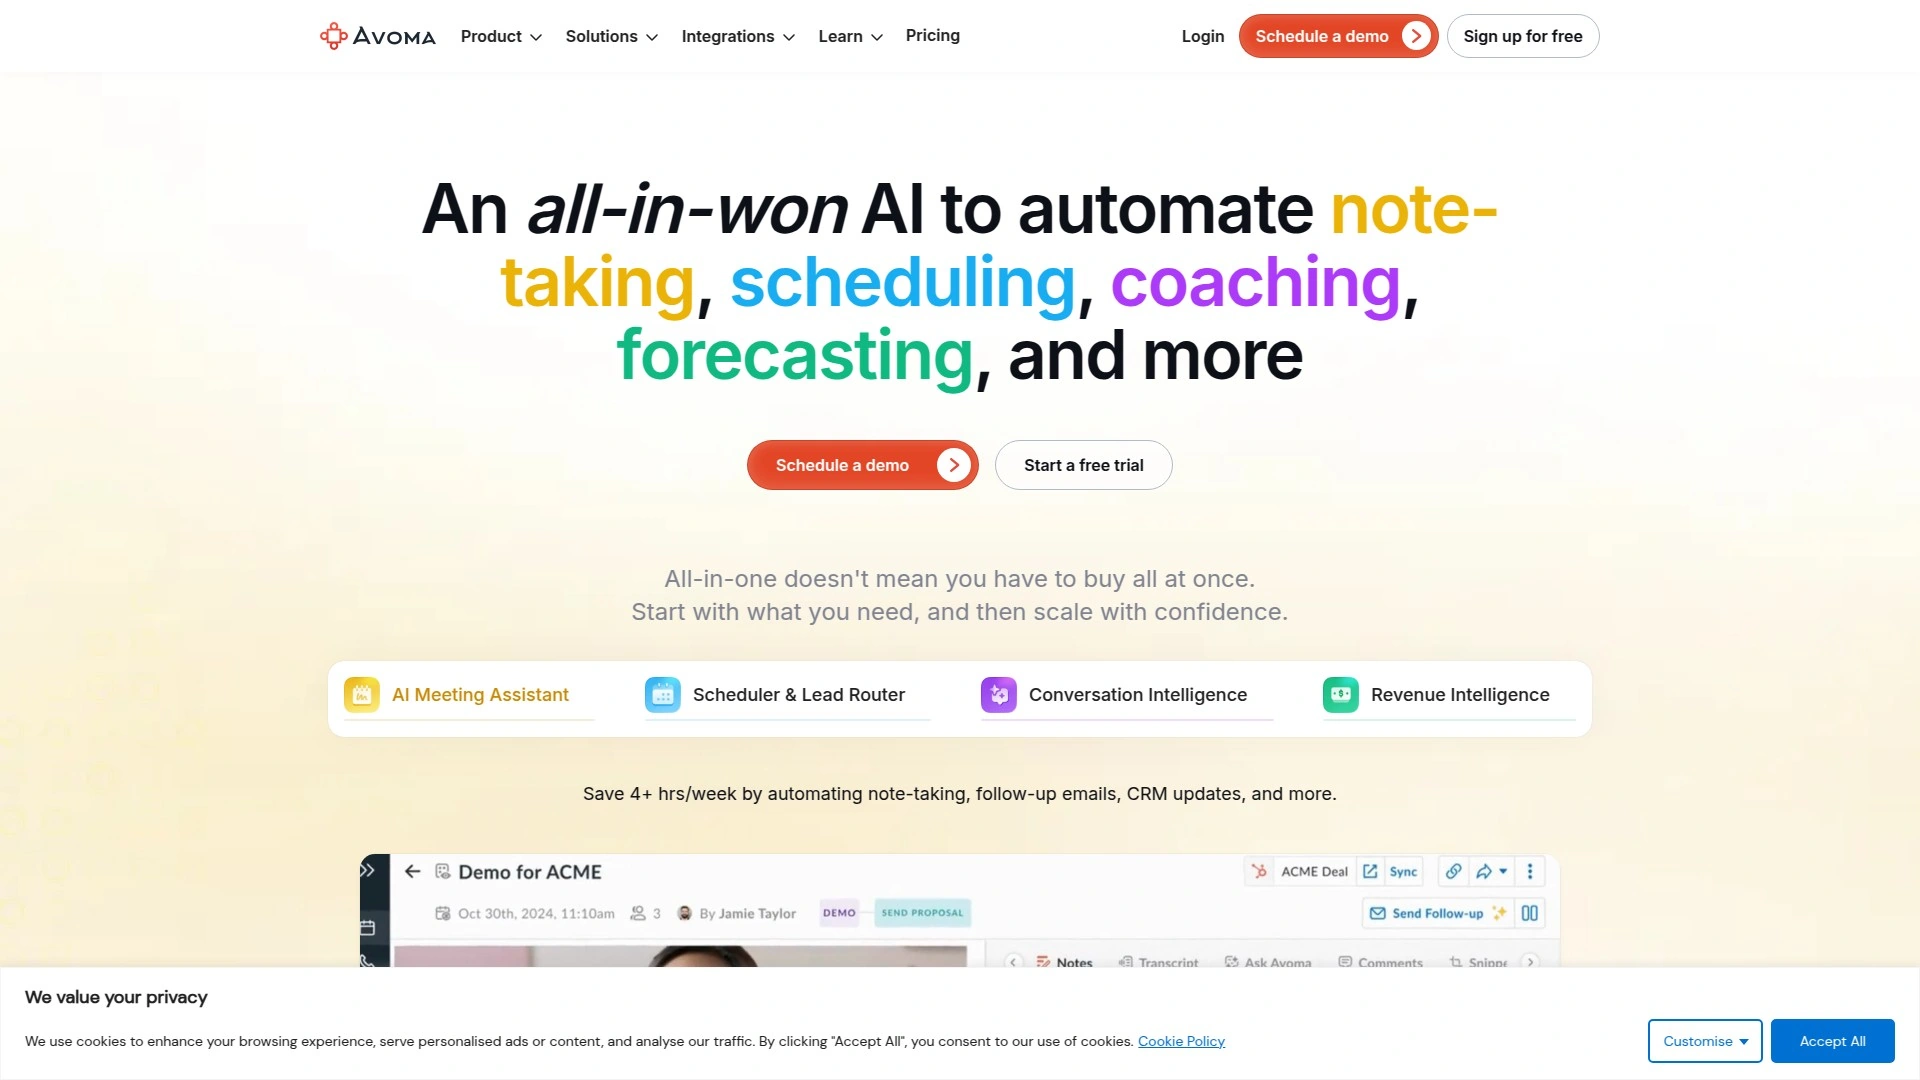 AVOMA Product Solutions Integrations Learn Pricing Login Schedule a demo Sign up for free
An all-in-won AI to automate note-
taking, scheduling, coaching,
forecasting, and more
Schedule a demo Start a free trial
All-in-one doesn't mean you have to buy all at once.
Start with what you need, and then scale with confidence.
AI Meeting Assistant Scheduler & Lead Router Conversation Intelligence Revenue Intelligence
Save 4+ hrs/week by automating note-taking, follow-up emails, CRM updates, and more.
Demo for ACME ACME Deal Sync
Oct 30th, 2024, 11:10am 3 By Jamie Taylor DEMO SEND PROPOSAL Send Follow-up
Notes Transcript Ask Avoma Comments Snippe
We value your privacy
We use cookies to enhance your browsing experience, serve personalised ads or content, and analyse our traffic. By clicking "Accept All", you consent to our use of cookies. Cookie Policy
Customise Accept All